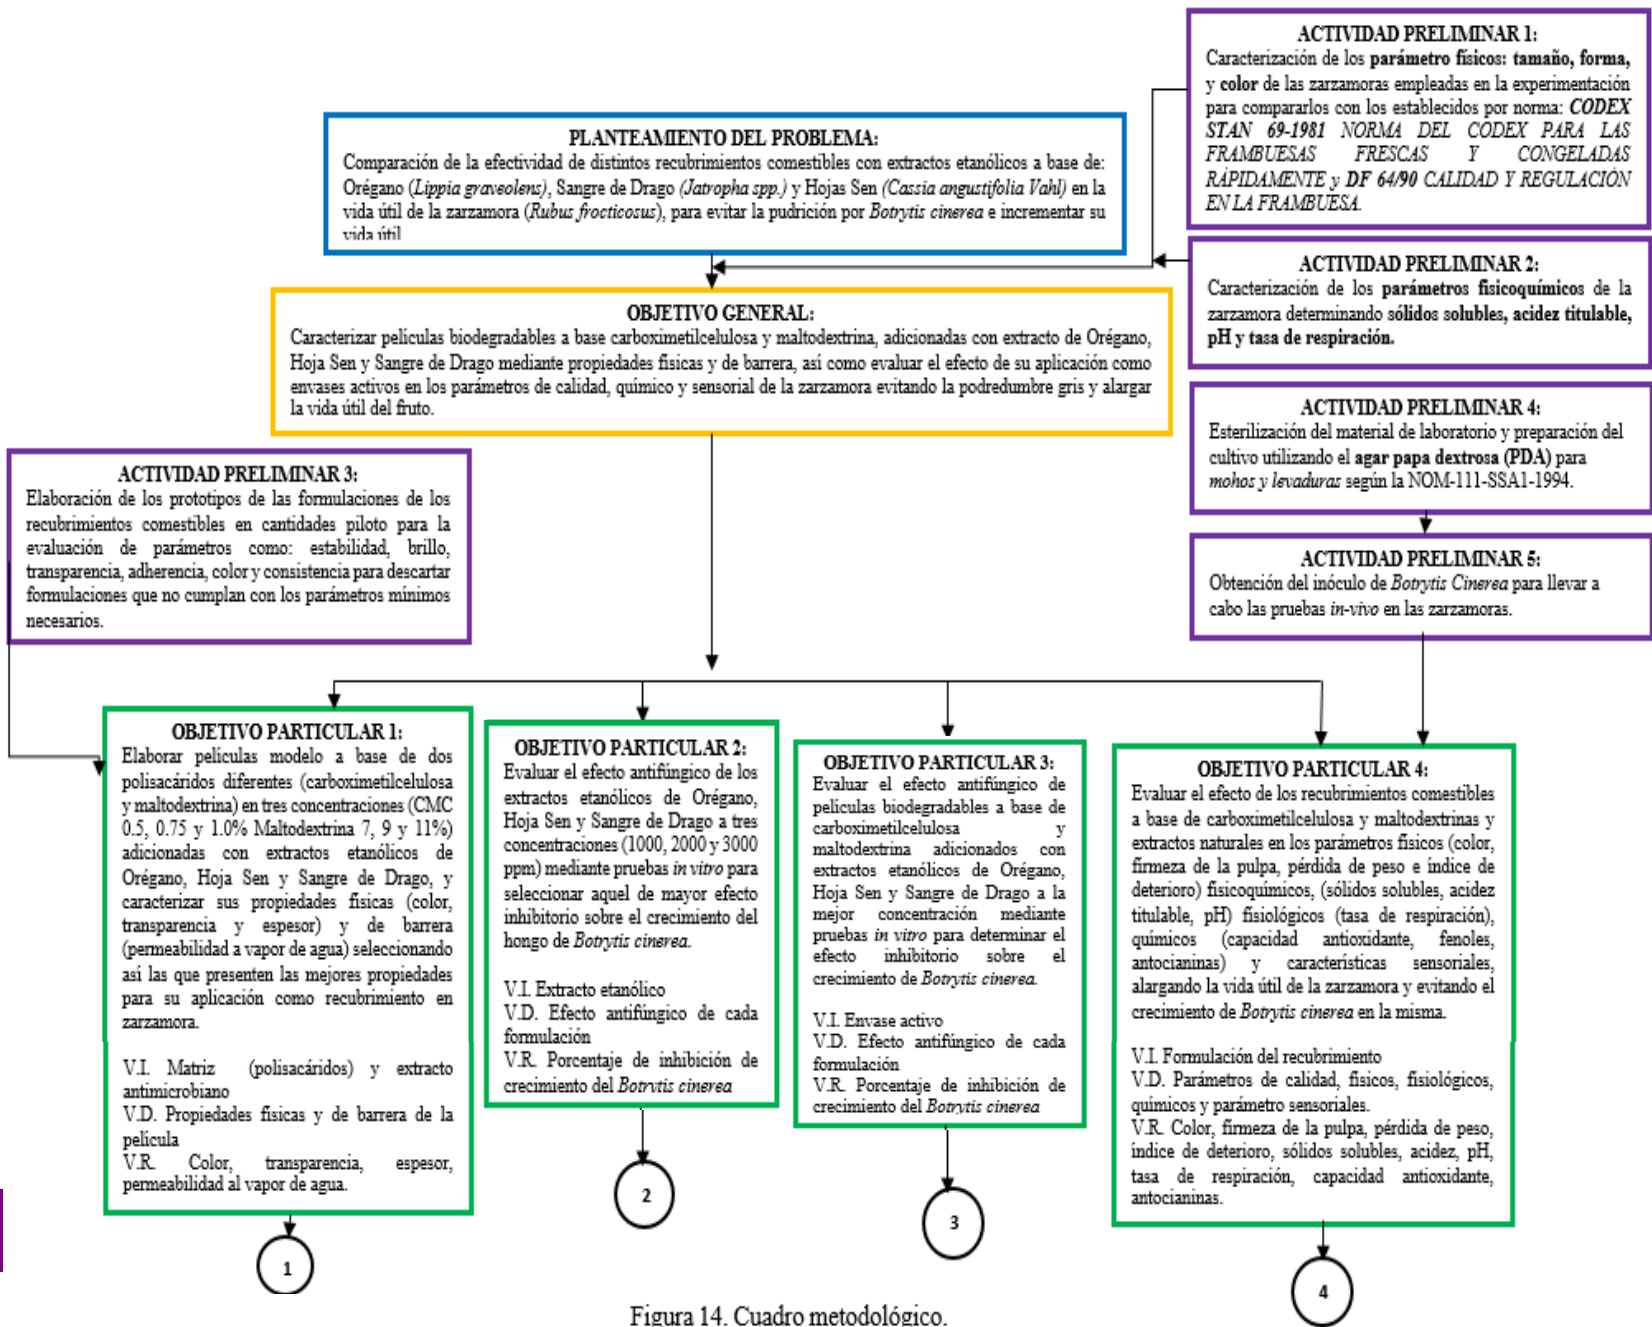 ACTIVIDAD PRELIMINAR 1:
Caracterización de los parámetro físicos: tamaño, forma,
y color de las zarzamoras empleadas en la experimentación
para compararlos con los establecidos por norma: CODEX
STAN 69-1981 NORMA DEL CODEX PARA LAS
FRAMBUESAS FRESCAS Y CONGELADAS
RÁPIDAMENTE y DF 64/90 CALIDAD Y REGULACIÓN
EN LA FRAMBUESA.
PLANTEAMIENTO DEL PROBLEMA:
Comparación de la efectividad de distintos recubrimientos comestibles con extractos etanólicos a base de:
Orégano (Lippia graveolens), Sangre de Drago (Jatropha spp.) y Hojas Sen (Cassia angustifolia Vahl) en la
vida útil de la zarzamora (Rubus frocticosus), para evitar la pudrición por Botrytis cinerea e incrementar su
vida útil
ACTIVIDAD PRELIMINAR 2:
Caracterización de los parámetros fisicoquímicos de la
zarzamora determinando sólidos solubles, acidez titulable,
pH y tasa de respiración.
OBJETIVO GENERAL:
Caracterizar películas biodegradables a base carboximetilcelulosa y maltodextrina, adicionadas con extracto de Orégano,
Hoja Sen y Sangre de Drago mediante propiedades físicas y de barrera, así como evaluar el efecto de su aplicación como
envases activos en los parámetros de calidad, químico y sensorial de la zarzamora evitando la podredumbre gris y alargar
la vida útil del fruto.
ACTIVIDAD PRELIMINAR 4:
Esterilización del material de laboratorio y preparación del
cultivo utilizando el agar papa dextrosa (PDA) para
mohos y levaduras según la NOM-111-SSA1-1994.
ACTIVIDAD PRELIMINAR 3:
Elaboración de los prototipos de las formulaciones de los
recubrimientos comestibles en cantidades piloto para la
evaluación de parámetros como: estabilidad, brillo,
transparencia, adherencia, color y consistencia para descartar
formulaciones que no cumplan con los parámetros mínimos
necesarios.
ACTIVIDAD PRELIMINAR 5:
Obtención del inóculo de Botrytis Cinerea para llevar a
cabo las pruebas in-vivo en las zarzamoras.
OBJETIVO PARTICULAR 1:
Elaborar películas modelo a base de dos
polisacáridos diferentes (carboximetilcelulosa
y maltodextrina) en tres concentraciones (CMC
0.5, 0.75 y 1.0% Maltodextrina 7, 9 y 11%)
adicionadas con extractos etanólicos de
Orégano, Hoja Sen y Sangre de Drago, y
caracterizar sus propiedades físicas (color,
transparencia y espesor) y de barrera
(permeabilidad a vapor de agua) seleccionando
así las que presenten las mejores propiedades
para su aplicación como recubrimiento en
zarzamora.
V.I. Matriz (polisacáridos) y extracto
antimicrobiano
V.D. Propiedades físicas y de barrera de la
película
V.R. Color, transparencia, espesor,
permeabilidad al vapor de agua.
1
OBJETIVO PARTICULAR 2:
Evaluar el efecto antifúngico de los
extractos etanólicos de Orégano,
Hoja Sen y Sangre de Drago a tres
concentraciones (1000, 2000 y 3000
ppm) mediante pruebas in vitro para
seleccionar aquel de mayor efecto
inhibitorio sobre el crecimiento del
hongo de Botrytis cinerea.
V.I. Extracto etanólico
V.D. Efecto antifúngico de cada
formulación
V.R. Porcentaje de inhibición de
crecimiento del Botrytis cinerea
2
OBJETIVO PARTICULAR 3:
Evaluar el efecto antifúngico de
películas biodegradables a base de
carboximetilcelulosa y
maltodextrina adicionados con
extractos etanólicos de Orégano,
Hoja Sen y Sangre de Drago a la
mejor concentración mediante
pruebas in vitro para determinar el
efecto inhibitorio sobre el
crecimiento de Botrytis cinerea.
V.I. Envase activo
V.D. Efecto antifúngico de cada
formulación
V.R. Porcentaje de inhibición de
crecimiento del Botrytis cinerea
3
OBJETIVO PARTICULAR 4:
Evaluar el efecto de los recubrimientos comestibles
a base de carboximetilcelulosa y maltodextrinas y
extractos naturales en los parámetros físicos (color,
firmeza de la pulpa, pérdida de peso e índice de
deterioro) fisicoquímicos, (sólidos solubles, acidez
titulable, pH) fisiológicos (tasa de respiración),
químicos (capacidad antioxidante, fenoles,
antocianinas) y características sensoriales,
alargando la vida útil de la zarzamora y evitando el
crecimiento de Botrytis cinerea en la misma.
V.I. Formulación del recubrimiento
V.D. Parámetros de calidad, físicos, fisiológicos,
químicos y parámetro sensoriales.
V.R. Color, firmeza de la pulpa, pérdida de peso,
índice de deterioro, sólidos solubles, acidez, pH,
tasa de respiración, capacidad antioxidante,
antocianinas.
4
Figura 14. Cuadro metodológico.